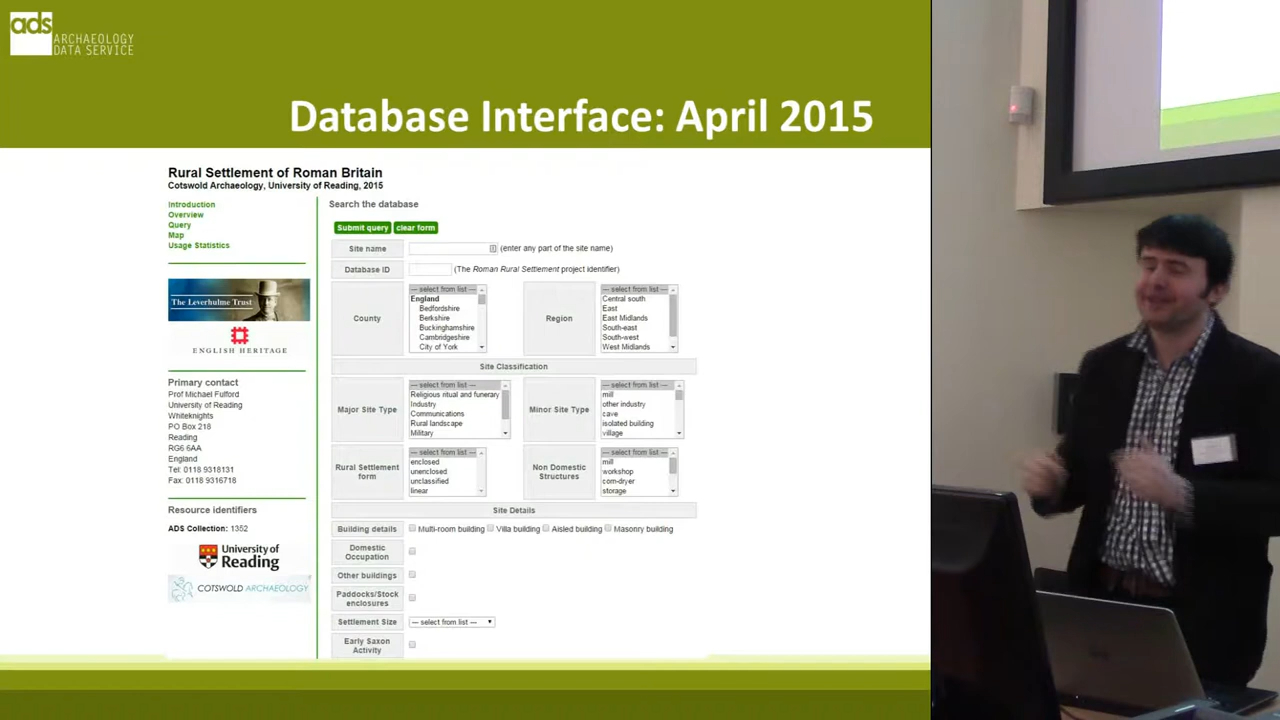 ads
ARCHAEOLOGY
DATA SERVICE
Database Interface: April 2015
Rural Settlement of Roman Britain
Cotswold Archaeology, University of Reading, 2015
Introduction
Overview
Query
Map
Usage Statistics
The Leverhulme Trust
ENGLISH HERITAGE
Primary contact
Prof Michael Fulford
University of Reading
Whiteknights
PO Box 218
Reading
RG6 6AA
England
Tel: 0118 9318131
Fax: 0118 9316718
Resource identifiers
ADS Collection: 1352
University of
Reading
COTSWOLD ARCHAEOLOGY
Search the database
Submit query clear form
Site name (enter any part of the site name)
Database ID (The Roman Rural Settlement project identifier)
County
--- select from list ---
England
Bedfordshire
Berkshire
Buckinghamshire
Cambridgeshire
City of York
Region
--- select from list ---
Central south
East
East Midlands
South-east
South-west
West Midlands
Site Classification
Major Site Type
--- select from list ---
Religious ritual and funerary
Industry
Communications
Rural landscape
Military
Minor Site Type
--- select from list ---
mill
other industry
cave
isolated building
village
Rural Settlement
form
--- select from list ---
enclosed
unenclosed
unclassified
linear
Non Domestic
Structures
--- select from list ---
mill
workshop
corn-dryer
storage
Site Details
Building details Multi-room building Villa building Aisled building Masonry building
Domestic
Occupation
Other buildings
Paddocks/Stock
enclosures
Settlement Size --- select from list ---
Early Saxon
Activity